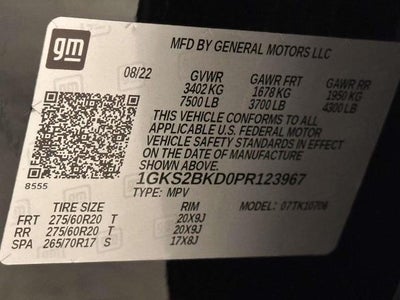 gm
MFD BY GENERAL MOTORS LLC
08/22 GVWR GAWR FRT GAWR RR
3402 KG 1678 KG 1950 KG
7500 LB 3700 LB 4300 LB
THIS VEHICLE CONFORMS TO ALL
APPLICABLE U.S. FEDERAL MOTOR
VEHICLE SAFETY STANDARDS IN EFFECT
ON THE DATE OF MANUFACTURE
SHOWN ABOVE.
8555
1GKS2BKD0PR123967
TYPE: MPV MODEL: 07TK10706
TIRE SIZE RIM
FRT 275/60R20 T 20X9J
RR 275/60R20 T 20X9J
SPA 265/70R17 S 17X8J